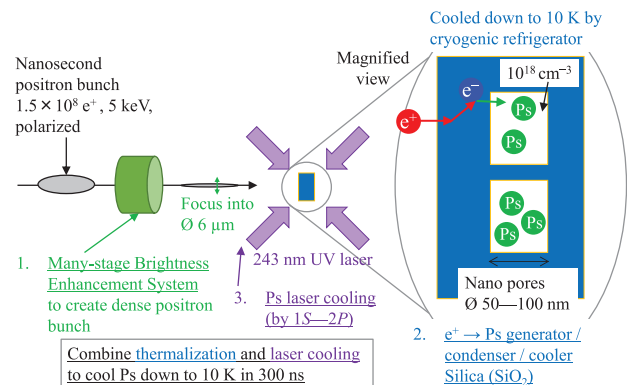 Cooled down to 10 K by
cryogenic refrigerator
Nanosecond
positron bunch
1.5 × 10⁸ e⁺, 5 keV,
polarized
Magnified
view
10¹⁸ cm⁻³
e⁻
e⁺
Ps
Ps
Ps
Ps
Ps
Focus into
Ø 6 µm
243 nm UV laser
1. Many-stage Brightness
Enhancement System
to create dense positron
bunch
3. Ps laser cooling
(by 1S—2P)
Nano pores
Ø 50—100 nm
2. e⁺ → Ps generator /
condenser / cooler
Silica (SiO₂)
Combine thermalization and laser cooling
to cool Ps down to 10 K in 300 ns